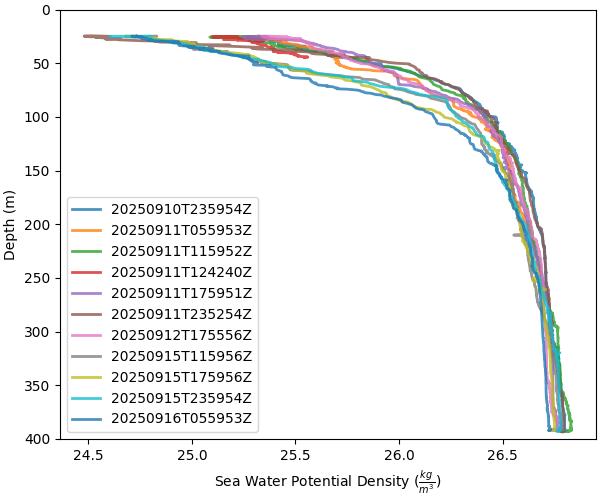 0
50
100
150
200
250
300
350
400
Depth (m)
20250910T235954Z
20250911T055953Z
20250911T115952Z
20250911T124240Z
20250911T175951Z
20250911T235254Z
20250912T175556Z
20250915T115956Z
20250915T175956Z
20250915T235954Z
20250916T055953Z
24.5 25.0 25.5 26.0 26.5
Sea Water Potential Density (kg/m³)